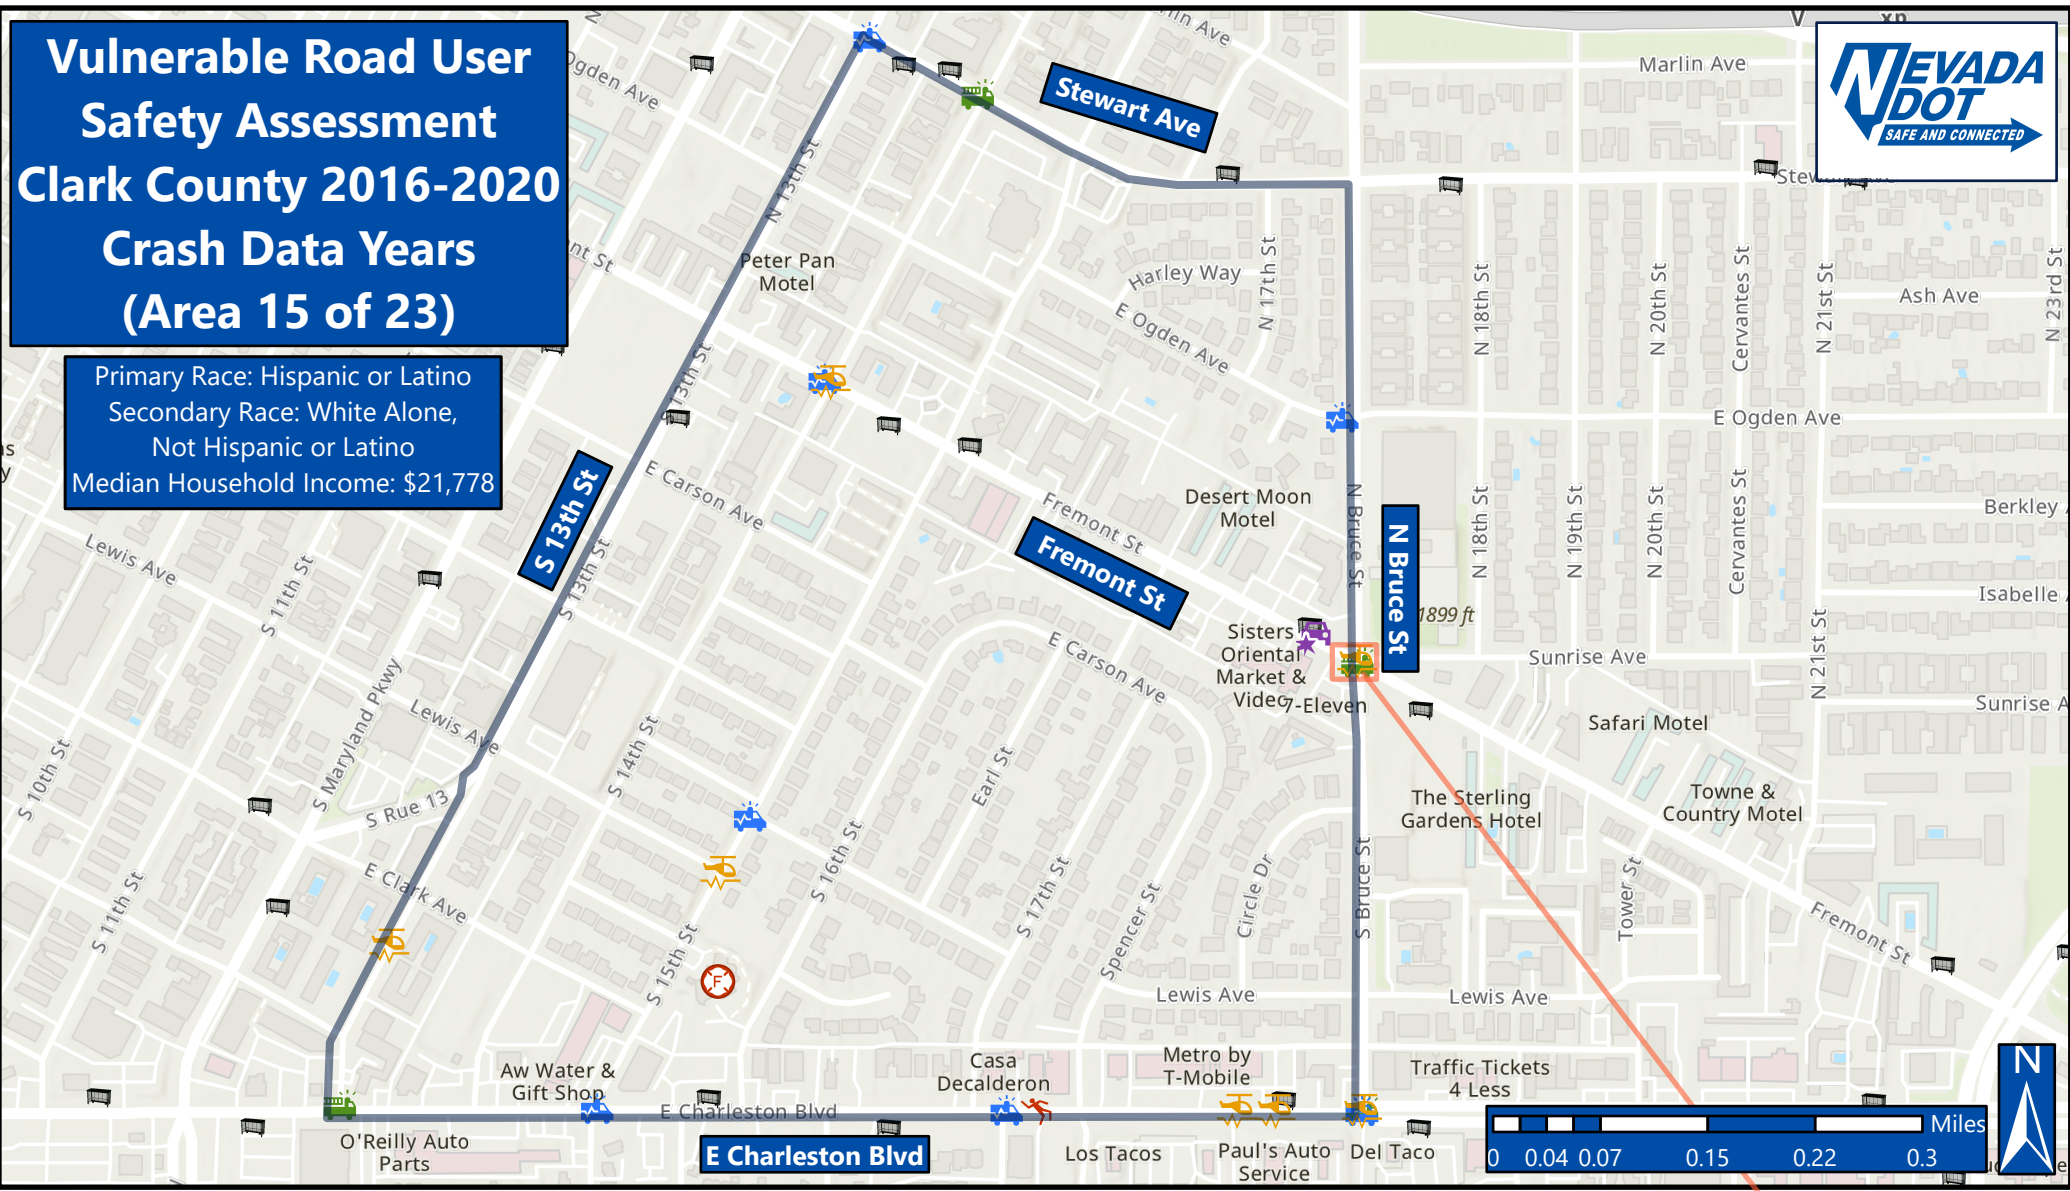 Vulnerable Road User
Safety Assessment
Clark County 2016-2020
Crash Data Years
(Area 15 of 23)
Primary Race: Hispanic or Latino
Secondary Race: White Alone,
Not Hispanic or Latino
Median Household Income: $21,778
NEVADA
DOT
SAFE AND CONNECTED
Stewart Ave
S 13th St
Fremont St
N Bruce St
E Charleston Blvd
Ogden Ave
Marlin Ave
N 13th St
Peter Pan
Motel
Harley Way
N 17th St
E Ogden Ave
N 18th St
N 20th St
Cervantes St
N 21st St
Ash Ave
N 23rd St
E Ogden Ave
13th St
E Carson Ave
Fremont St
Desert Moon
Motel
N Bruce St
N 18th St
N 19th St
N 20th St
Cervantes St
Berkley
Isabelle
Lewis Ave
S 11th St
S 13th St
1899 ft
Sisters
Oriental
Market &
Video
7-Eleven
E Carson Ave
Sunrise Ave
N 21st St
Sunrise A
Safari Motel
S Maryland Pkwy
Lewis Ave
S 14th St
S 10th St
S Rue 13
Earl St
S 16th St
The Sterling
Gardens Hotel
Towne &
Country Motel
E Clark Ave
S 11th St
S 15th St
S 17th St
Spencer St
Circle Dr
S Bruce St
Tower St
Fremont St
F
Lewis Ave
Lewis Ave
Aw Water &
Gift Shop
Casa
Decalderon
Metro by
T-Mobile
Traffic Tickets
4 Less
E Charleston Blvd
O'Reilly Auto
Parts
Los Tacos
Paul's Auto
Service
Del Taco
Miles
0 0.04 0.07 0.15 0.22 0.3
N